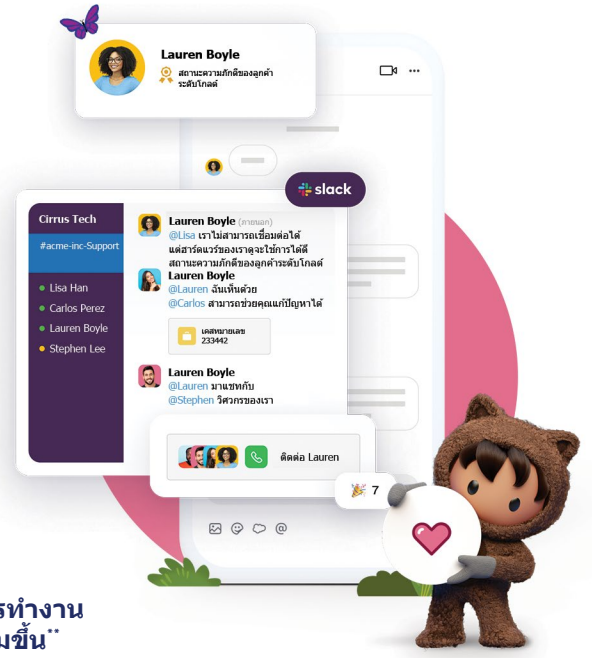 Lauren Boyle
สถานะความภักดีของลูกค้า
ระดับโกลด์
slack
Cirrus Tech
#acme-inc-Support
Lisa Han
Carlos Perez
Lauren Boyle
Stephen Lee
Lauren Boyle (ภายนอก)
@Lisa เราไม่สามารถเชื่อมต่อได้
แต่ฮาร์ดแวร์ของเราดูจะใช้การได้ดี
สถานะความภักดีของลูกค้าระดับโกลด์
Lauren Boyle
@Lauren ฉันเห็นด้วย
@Carlos สามารถช่วยคุณแก้ปัญหาได้
เคสหมายเลข
233442
Lauren Boyle
@Lauren มาแชทกับ
@Stephen วิศวกรของเรา
ติดต่อ Lauren
7
@
รทำงาน
มขึ้น**